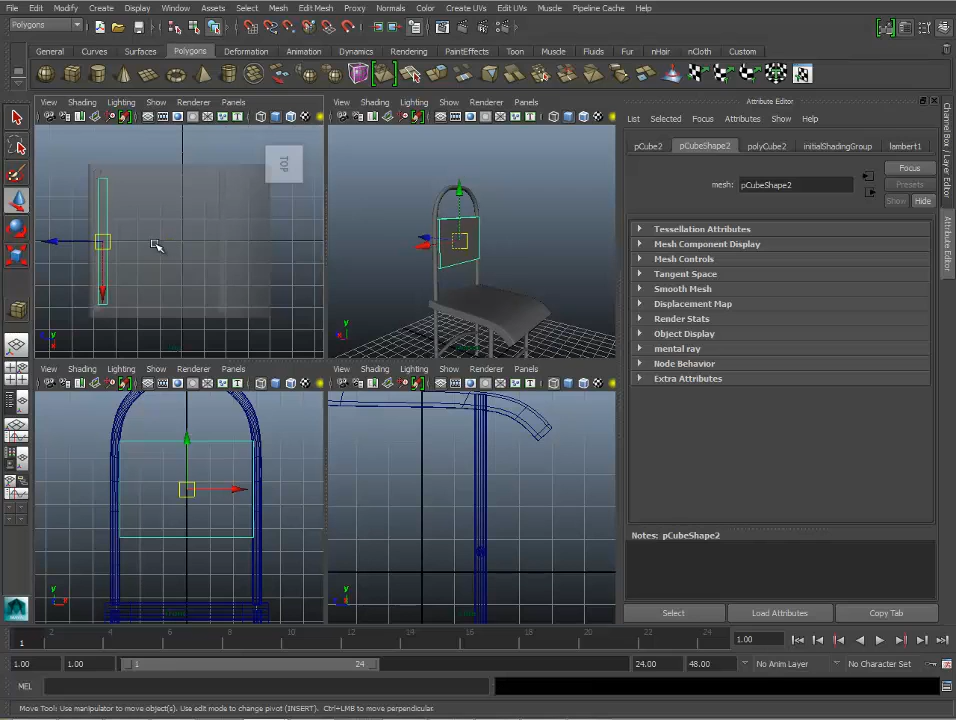 File Edit Modify Create Display Window Assets Select Mesh Edit Mesh Proxy Normals Color Create UVs Edit UVs Muscle Pipeline Cache Help
Polygons
General Curves Surfaces Polygons Deformation Animation Dynamics Rendering PaintEffects Toon Muscle Fluids Fur nHair nCloth Custom
View Shading Lighting Show Renderer Panels
View Shading Lighting Show Renderer Panels
TOP
View Shading Lighting Show Renderer Panels
View Shading Lighting Show Renderer Panels
Attribute Editor
List Selected Focus Attributes Show Help
pCube2 pCubeShape2 polyCube2 initialShadingGroup lambert1
mesh: pCubeShape2
Focus
Presets
Show Hide
Tessellation Attributes
Mesh Component Display
Mesh Controls
Tangent Space
Smooth Mesh
Displacement Map
Render Stats
Object Display
mental ray
Node Behavior
Extra Attributes
Notes: pCubeShape2
Select Load Attributes Copy Tab
Channel Box / Layer Editor
Attribute Editor
1 2 4 6 8 10 12 14 16 18 20 22 24 1.00
1.00 1.00 1 24 24.00 48.00 No Anim Layer No Character Set
MEL
Move Tool: Use manipulator to move object(s). Use edit mode to change pivot (INSERT). Ctrl+LMB to move perpendicular.